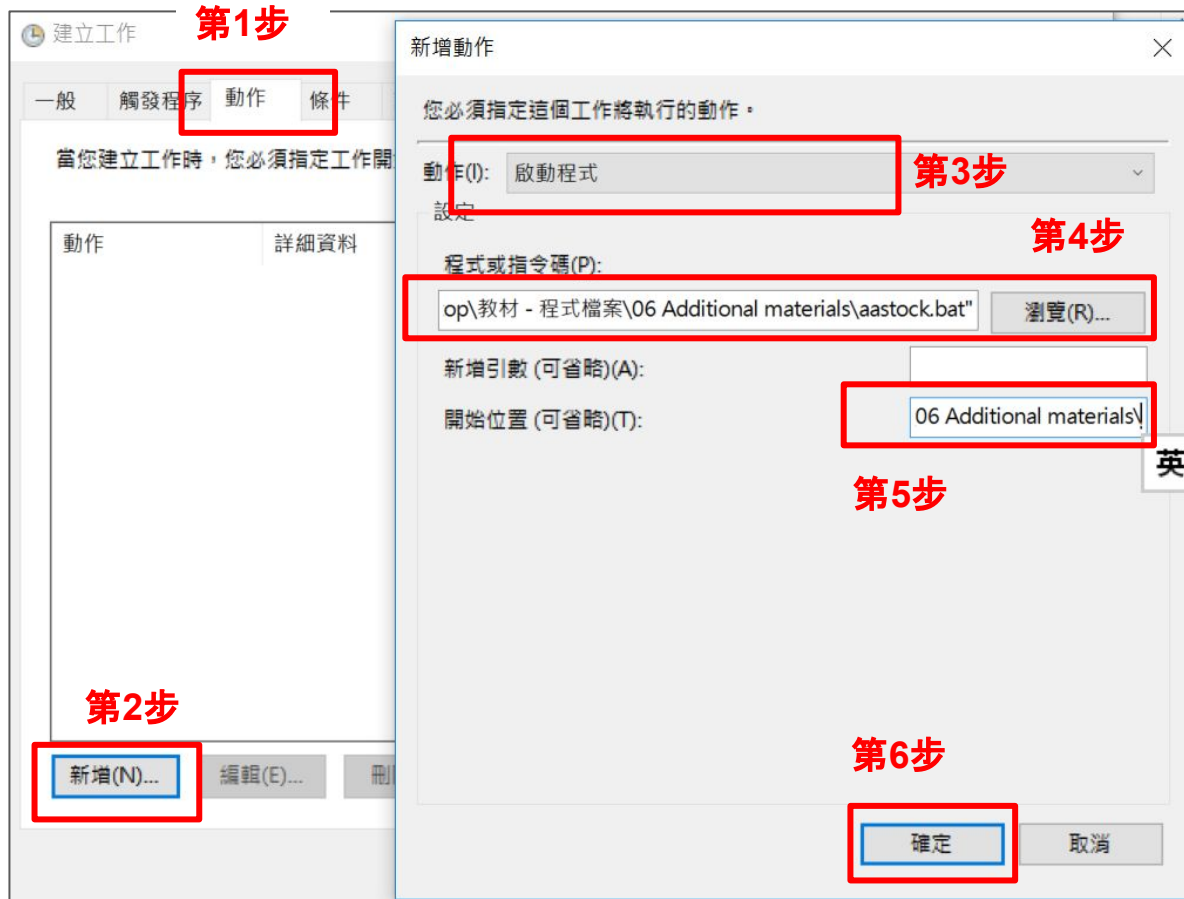 第1步
建立工作
一般 觸發程序 動作 條件
當您建立工作時，您必須指定工作開
動作 詳細資料
第2步
新增(N)... 編輯(E)...
新增動作
您必須指定這個工作將執行的動作。
動作(I): 啟動程式
第3步
設定
第4步
程式或指令碼(P):
op\教材 - 程式檔案\06 Additional materials\aastock.bat" 瀏覽(R)...
新增引數 (可省略)(A):
開始位置 (可省略)(T): 06 Additional materials\
英
第5步
第6步
確定 取消